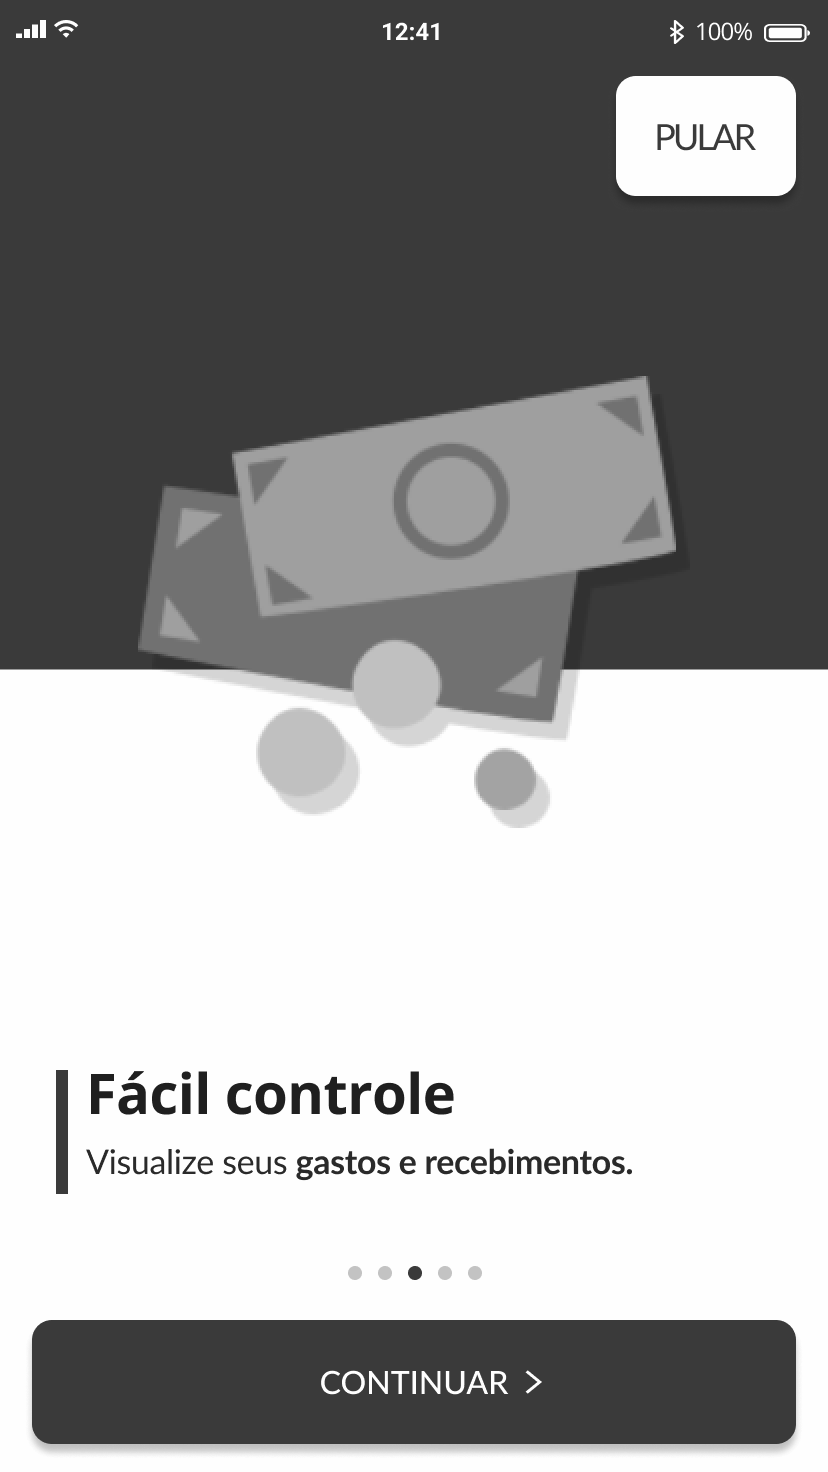 12:41
100%
PULAR
Fácil controle
Visualize seus gastos e recebimentos.
CONTINUAR